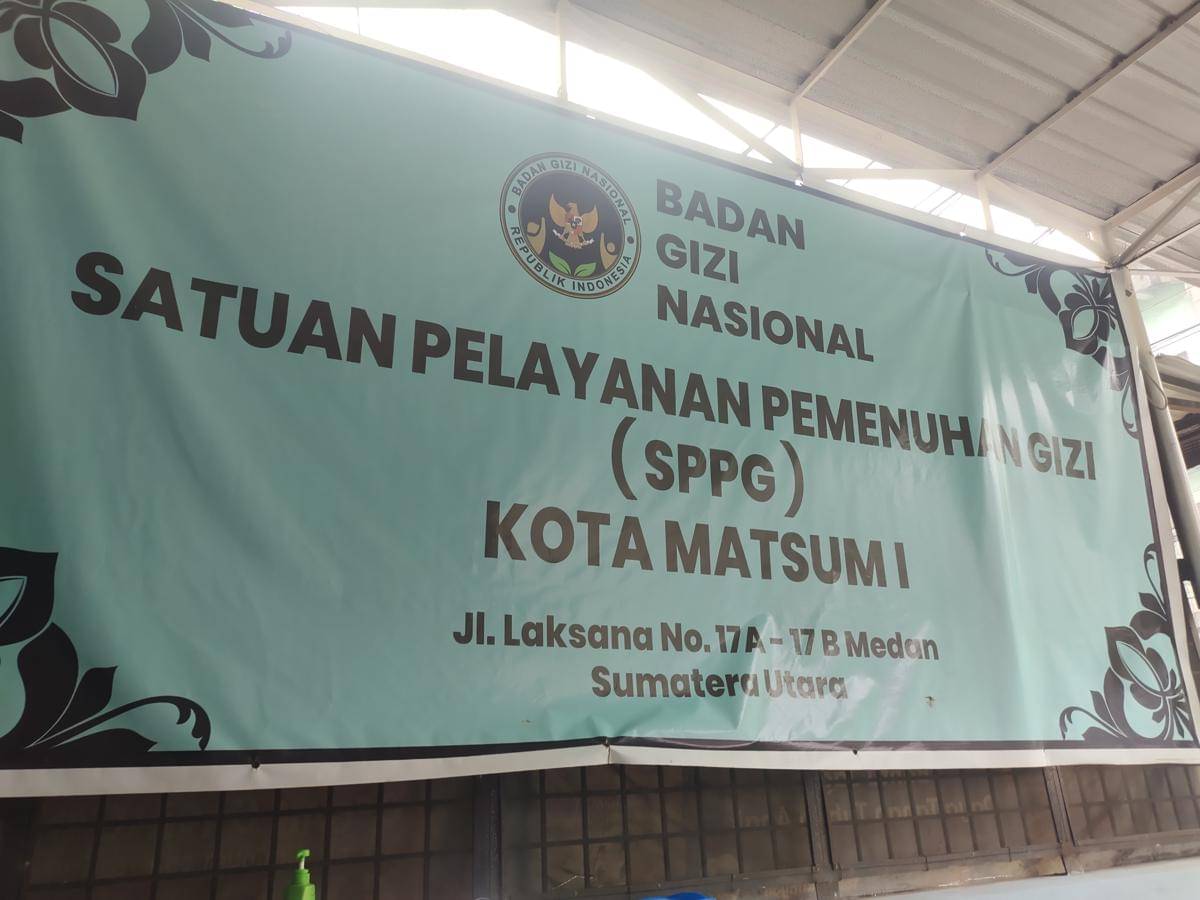 BADAN GIZI NASIONAL
REPUBLIK INDONESIA
BADAN
GIZI
NASIONAL
SATUAN PELAYANAN PEMENUHAN GIZI
( SPPG )
KOTA MATSUM I
Jl. Laksana No. 17 A - 17 B Medan
Sumatera Utara